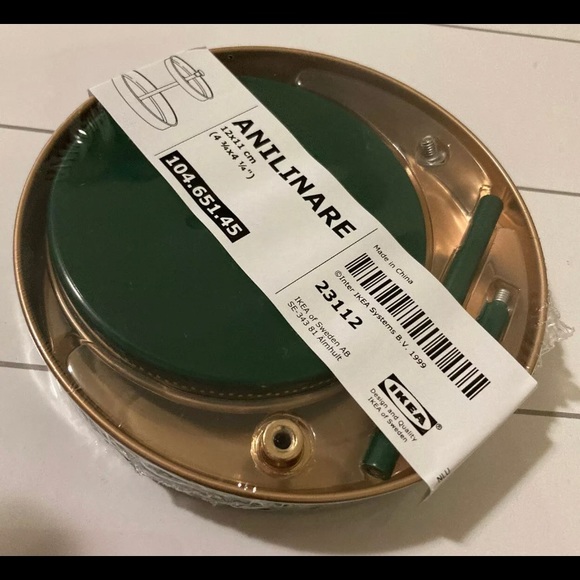 ANILINARE
12x11 cm
(4 ¾x4 ¼")
104.651.45
Made in China
©Inter IKEA Systems B.V. 1999
23112
IKEA of Sweden AB
SE-343 81 Älmhult
IKEA®
Design and Quality
IKEA of Sweden